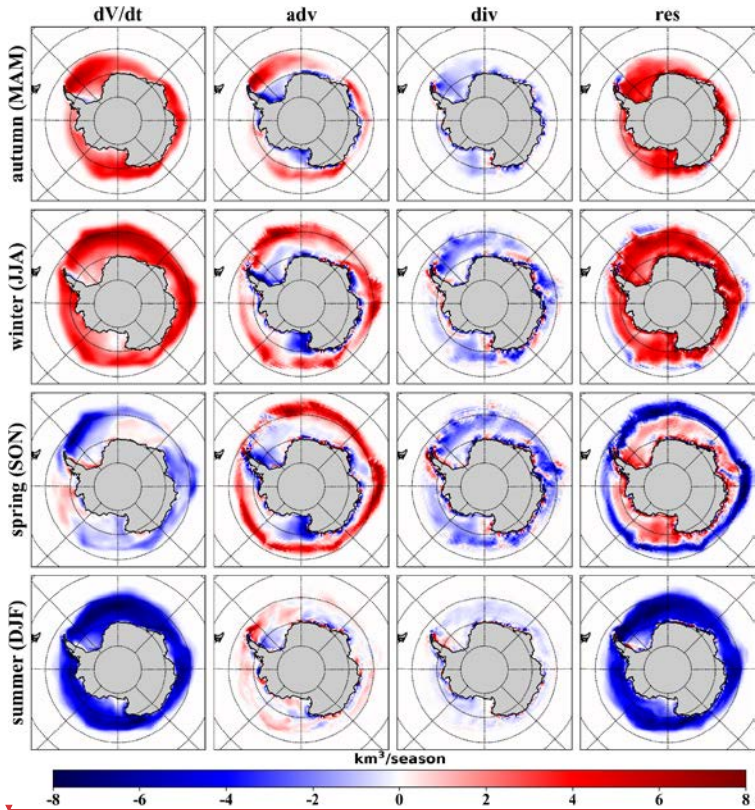 dV/dt adv div res
autumn (MAM)
winter (JJA)
spring (SON)
summer (DJF)
km³/season
-8 -6 -4 -2 0 2 4 6 8